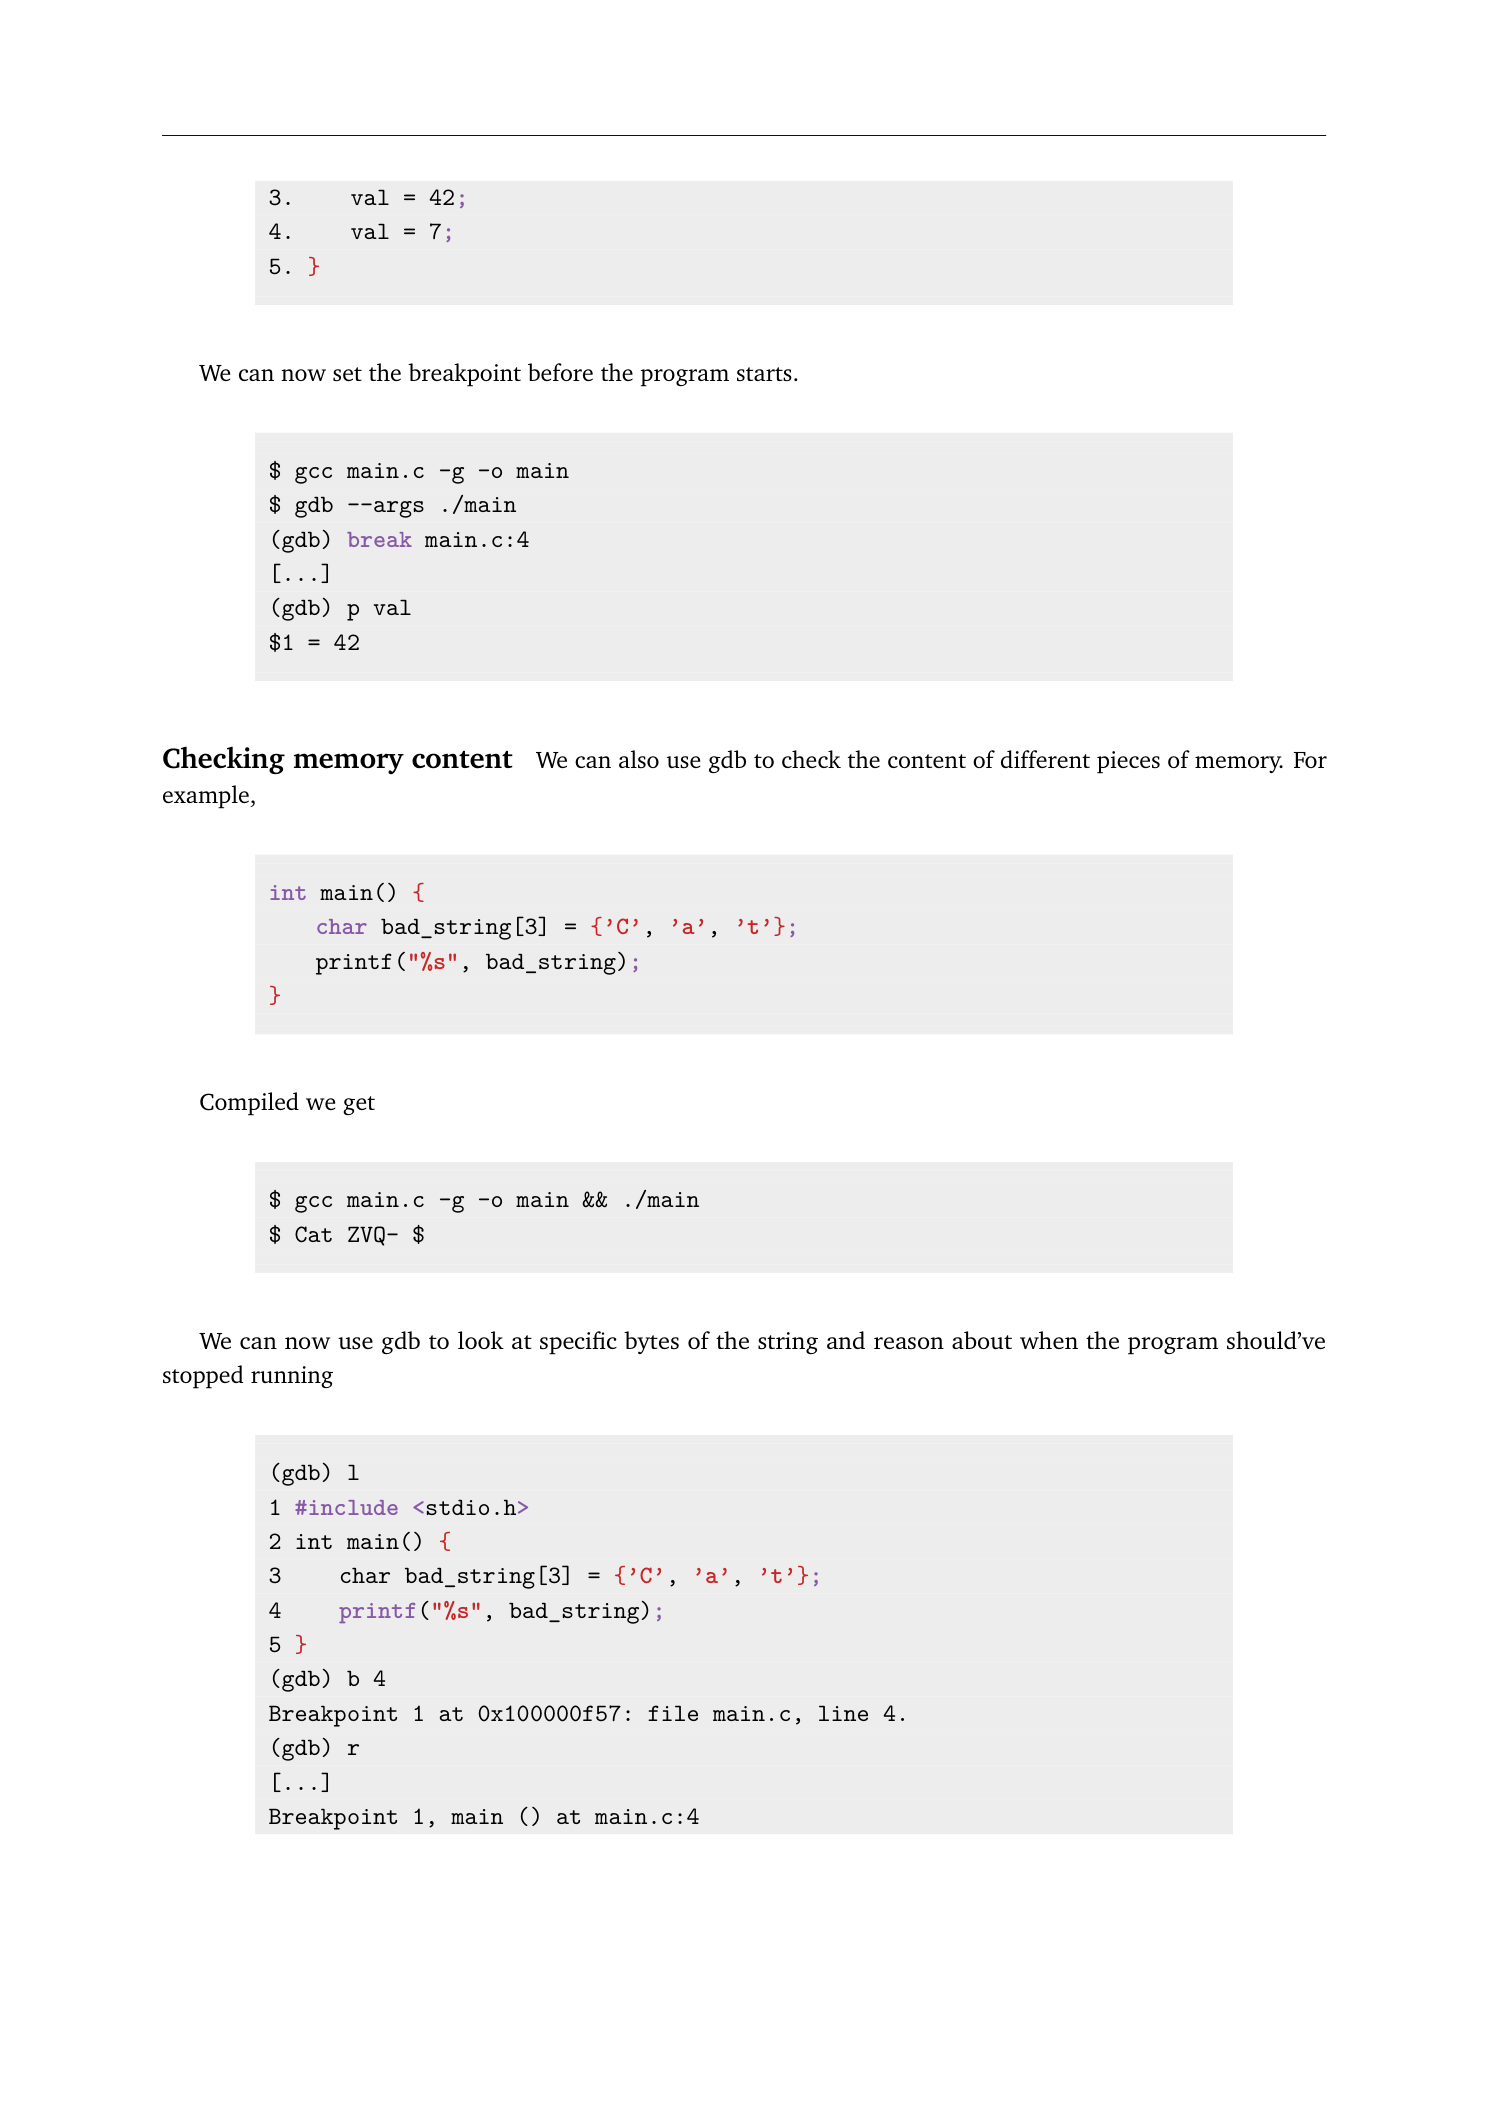 3.    val = 42;
4.    val = 7;
5. }
We can now set the breakpoint before the program starts.
$ gcc main.c -g -o main
$ gdb --args ./main
(gdb) break main.c:4
[...]
(gdb) p val
$1 = 42
Checking memory content We can also use gdb to check the content of different pieces of memory. For
example,
int main() {
    char bad_string[3] = {'C', 'a', 't'};
    printf("%s", bad_string);
}
Compiled we get
$ gcc main.c -g -o main && ./main
$ Cat ZVQ- $
We can now use gdb to look at specific bytes of the string and reason about when the program should've
stopped running
(gdb) l
1 #include <stdio.h>
2 int main() {
3    char bad_string[3] = {'C', 'a', 't'};
4    printf("%s", bad_string);
5 }
(gdb) b 4
Breakpoint 1 at 0x100000f57: file main.c, line 4.
(gdb) r
[...]
Breakpoint 1, main () at main.c:4